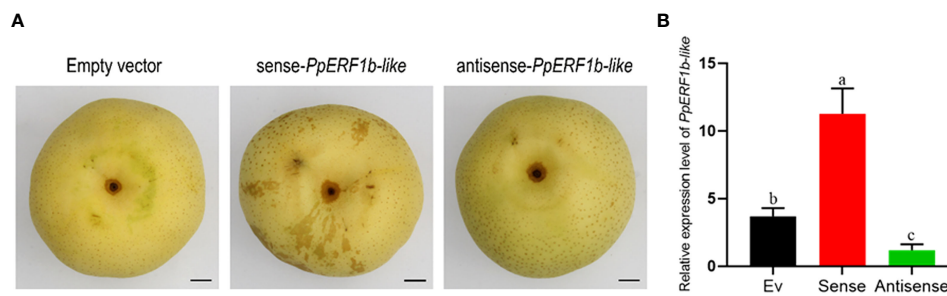 A
Empty vector
sense-PpERF1b-like
antisense-PpERF1b-like
B
Relative expression level of PpERF1b-like
15
10
5
0
a
b
c
Ev
Sense
Antisense